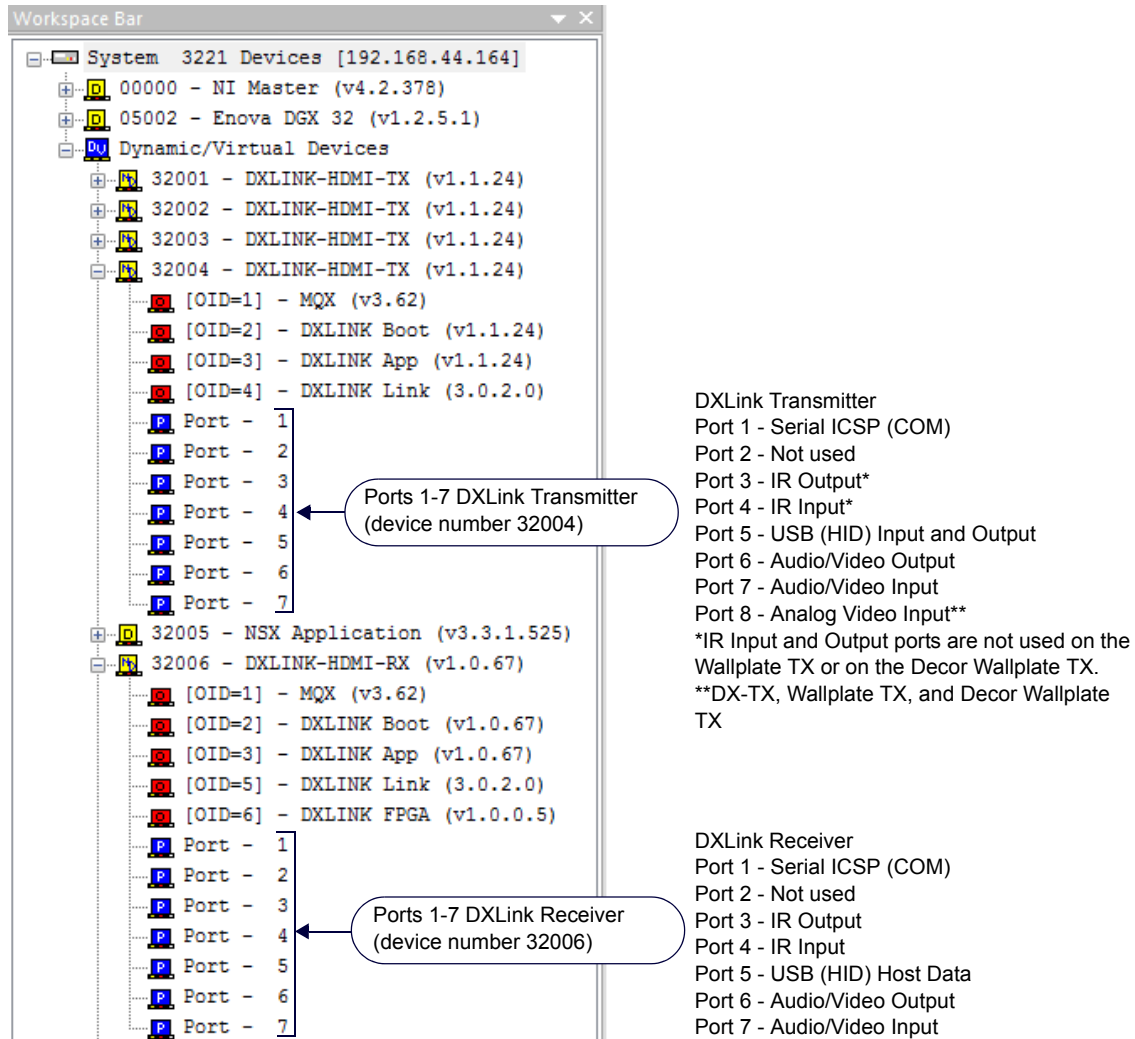 Workspace Bar
System 3221 Devices [192.168.44.164]
00000 - NI Master (v4.2.378)
05002 - Enova DGX 32 (v1.2.5.1)
Dynamic/Virtual Devices
32001 - DXLINK-HDMI-TX (v1.1.24)
32002 - DXLINK-HDMI-TX (v1.1.24)
32003 - DXLINK-HDMI-TX (v1.1.24)
32004 - DXLINK-HDMI-TX (v1.1.24)
[OID=1] - MQX (v3.62)
[OID=2] - DXLINK Boot (v1.1.24)
[OID=3] - DXLINK App (v1.1.24)
[OID=4] - DXLINK Link (3.0.2.0)
Port - 1
Port - 2
Port - 3
Port - 4
Port - 5
Port - 6
Port - 7
Ports 1-7 DXLink Transmitter
(device number 32004)
DXLink Transmitter
Port 1 - Serial ICSP (COM)
Port 2 - Not used
Port 3 - IR Output*
Port 4 - IR Input*
Port 5 - USB (HID) Input and Output
Port 6 - Audio/Video Output
Port 7 - Audio/Video Input
Port 8 - Analog Video Input**
*IR Input and Output ports are not used on the
Wallplate TX or on the Decor Wallplate TX.
**DX-TX, Wallplate TX, and Decor Wallplate
TX
32005 - NSX Application (v3.3.1.525)
32006 - DXLINK-HDMI-RX (v1.0.67)
[OID=1] - MQX (v3.62)
[OID=2] - DXLINK Boot (v1.0.67)
[OID=3] - DXLINK App (v1.0.67)
[OID=5] - DXLINK Link (3.0.2.0)
[OID=6] - DXLINK FPGA (v1.0.0.5)
Port - 1
Port - 2
Port - 3
Port - 4
Port - 5
Port - 6
Port - 7
Ports 1-7 DXLink Receiver
(device number 32006)
DXLink Receiver
Port 1 - Serial ICSP (COM)
Port 2 - Not used
Port 3 - IR Output
Port 4 - IR Input
Port 5 - USB (HID) Host Data
Port 6 - Audio/Video Output
Port 7 - Audio/Video Input